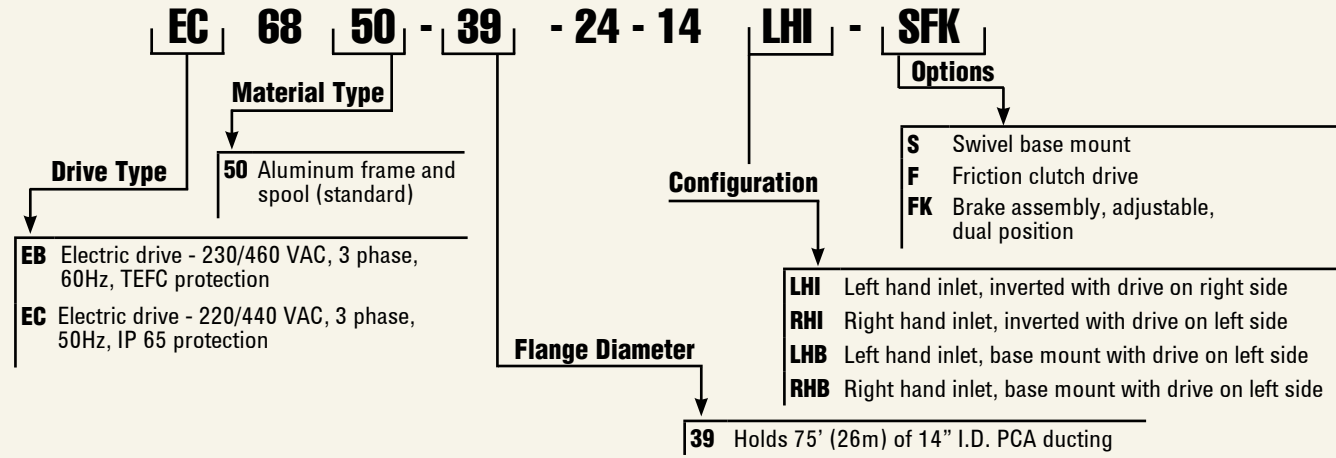 EC 68 50 - 39 - 24 - 14 LHI - SFK
Options
Material Type
S Swivel base mount
F Friction clutch drive
FK Brake assembly, adjustable,
dual position
Drive Type
50 Aluminum frame and
spool (standard)
Configuration
EB Electric drive - 230/460 VAC, 3 phase,
60Hz, TEFC protection
EC Electric drive - 220/440 VAC, 3 phase,
50Hz, IP 65 protection
LHI Left hand inlet, inverted with drive on right side
RHI Right hand inlet, inverted with drive on left side
LHB Left hand inlet, base mount with drive on left side
RHB Right hand inlet, base mount with drive on left side
Flange Diameter
39 Holds 75' (26m) of 14” I.D. PCA ducting